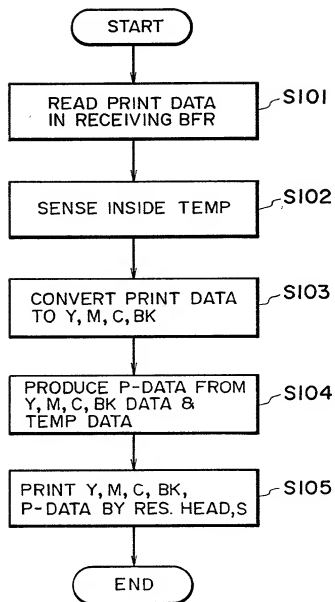 START
READ PRINT DATA
IN RECEIVING BFR
S101
SENSE INSIDE TEMP
S102
CONVERT PRINT DATA
TO Y, M, C, BK
S103
PRODUCE P-DATA FROM
Y, M, C, BK DATA &
TEMP DATA
S104
PRINT Y, M, C, BK,
P-DATA BY RES. HEAD,S
S105
END